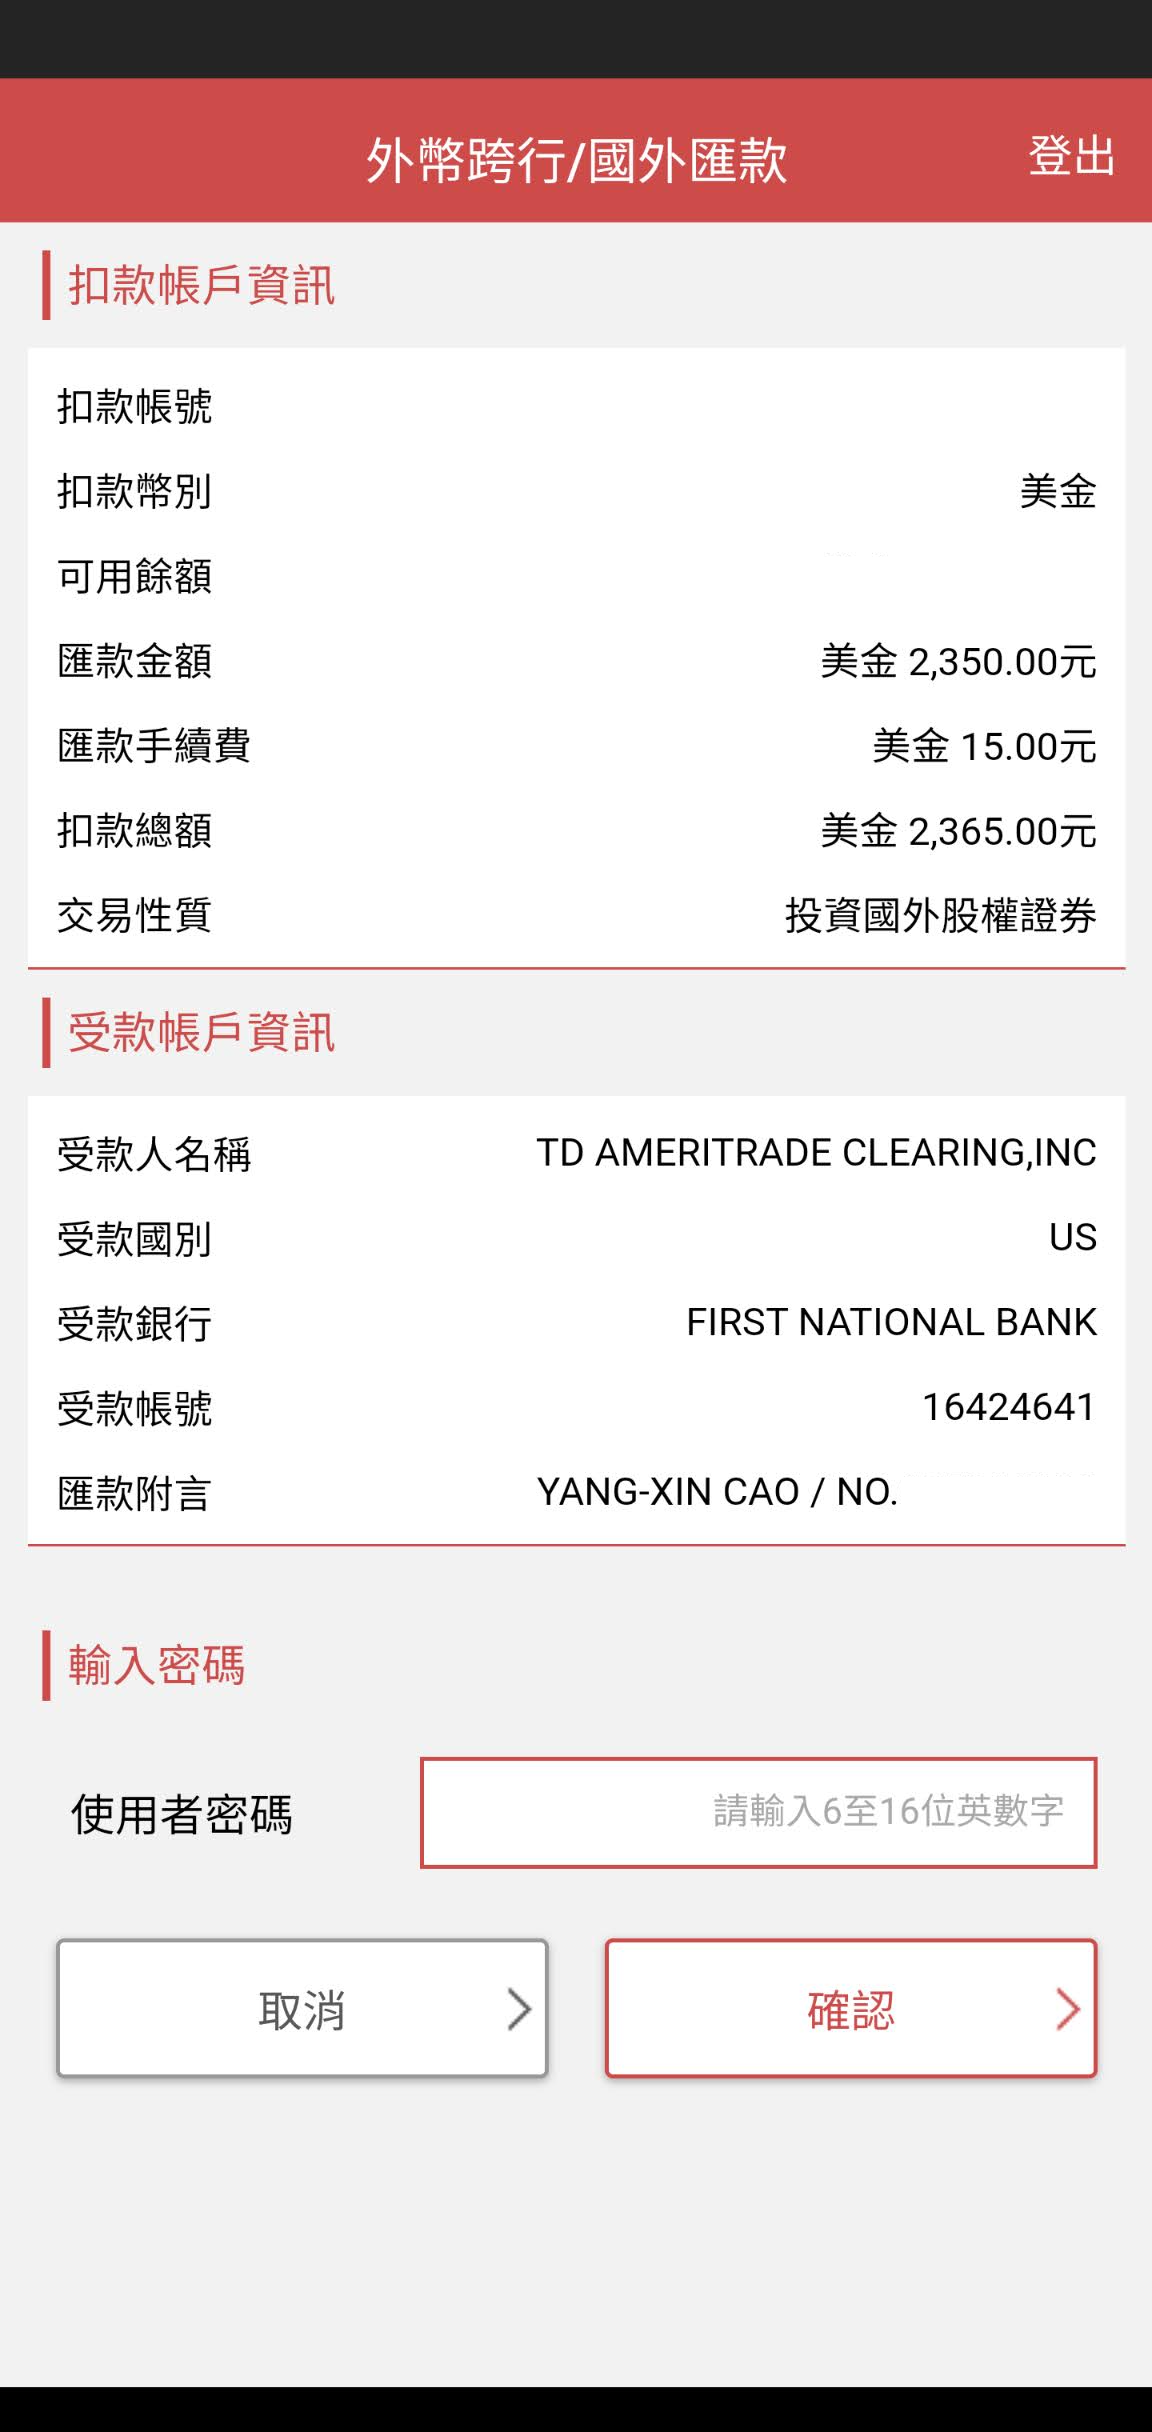 外幣跨行/國外匯款
登出
扣款帳戶資訊
扣款帳號
扣款幣別 美金
可用餘額
匯款金額 美金 2,350.00元
匯款手續費 美金 15.00元
扣款總額 美金 2,365.00元
交易性質 投資國外股權證券
受款帳戶資訊
受款人名稱 TD AMERITRADE CLEARING,INC
受款國別 US
受款銀行 FIRST NATIONAL BANK
受款帳號 16424641
匯款附言 YANG-XIN CAO / NO.
輸入密碼
使用者密碼 請輸入6至16位英數字
取消
確認